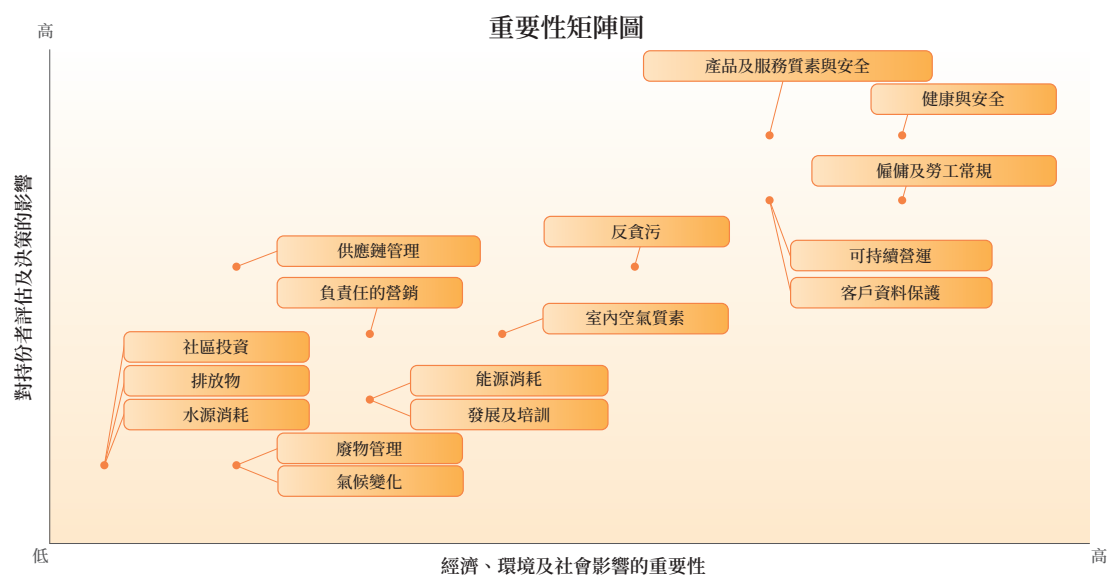 重要性矩陣圖
高
產品及服務質素與安全
健康與安全
僱傭及勞工常規
反貪污
供應鏈管理
可持續營運
負責任的營銷
客戶資料保護
室內空氣質素
社區投資
排放物
水源消耗
能源消耗
發展及培訓
廢物管理
氣候變化
對持份者評估及決策的影響
低
經濟、環境及社會影響的重要性
高